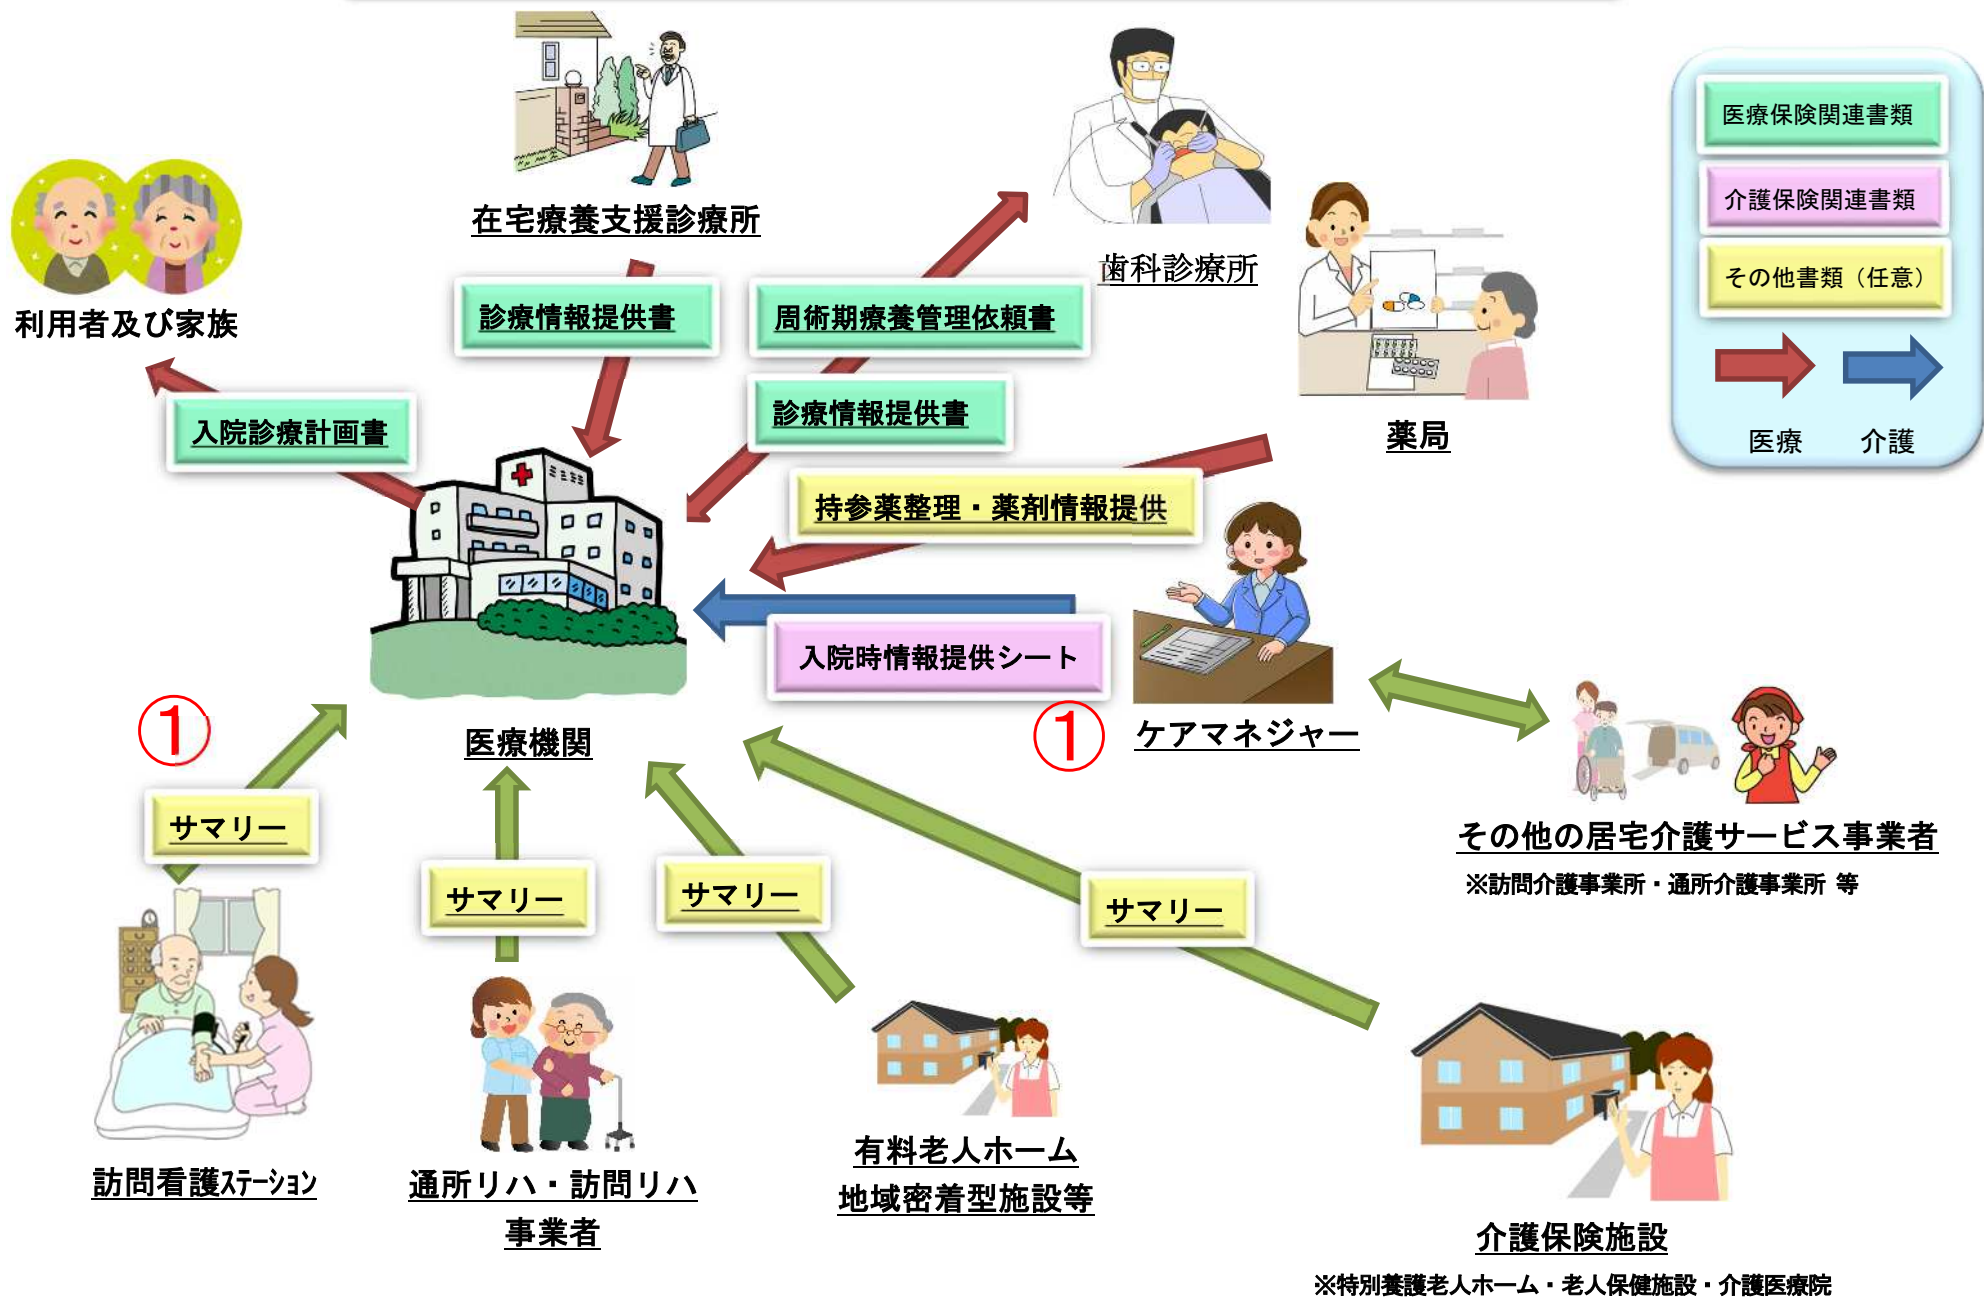 在宅療養支援診療所
歯科診療所
利用者及び家族
薬局
診療情報提供書
周術期療養管理依頼書
診療情報提供書
入院診療計画書
持参薬整理・薬剤情報提供
入院時情報提供シート
医療保険関連書類
介護保険関連書類
その他書類（任意）
医療
介護
①
医療機関
①
ケアマネジャー
サマリー
サマリー
サマリー
サマリー
その他の居宅介護サービス事業者
※訪問介護事業所・通所介護事業所 等
訪問看護ｽﾃｰｼｮﾝ
通所リハ・訪問リハ
事業者
有料老人ホーム
地域密着型施設等
介護保険施設
※特別養護老人ホーム・老人保健施設・介護医療院